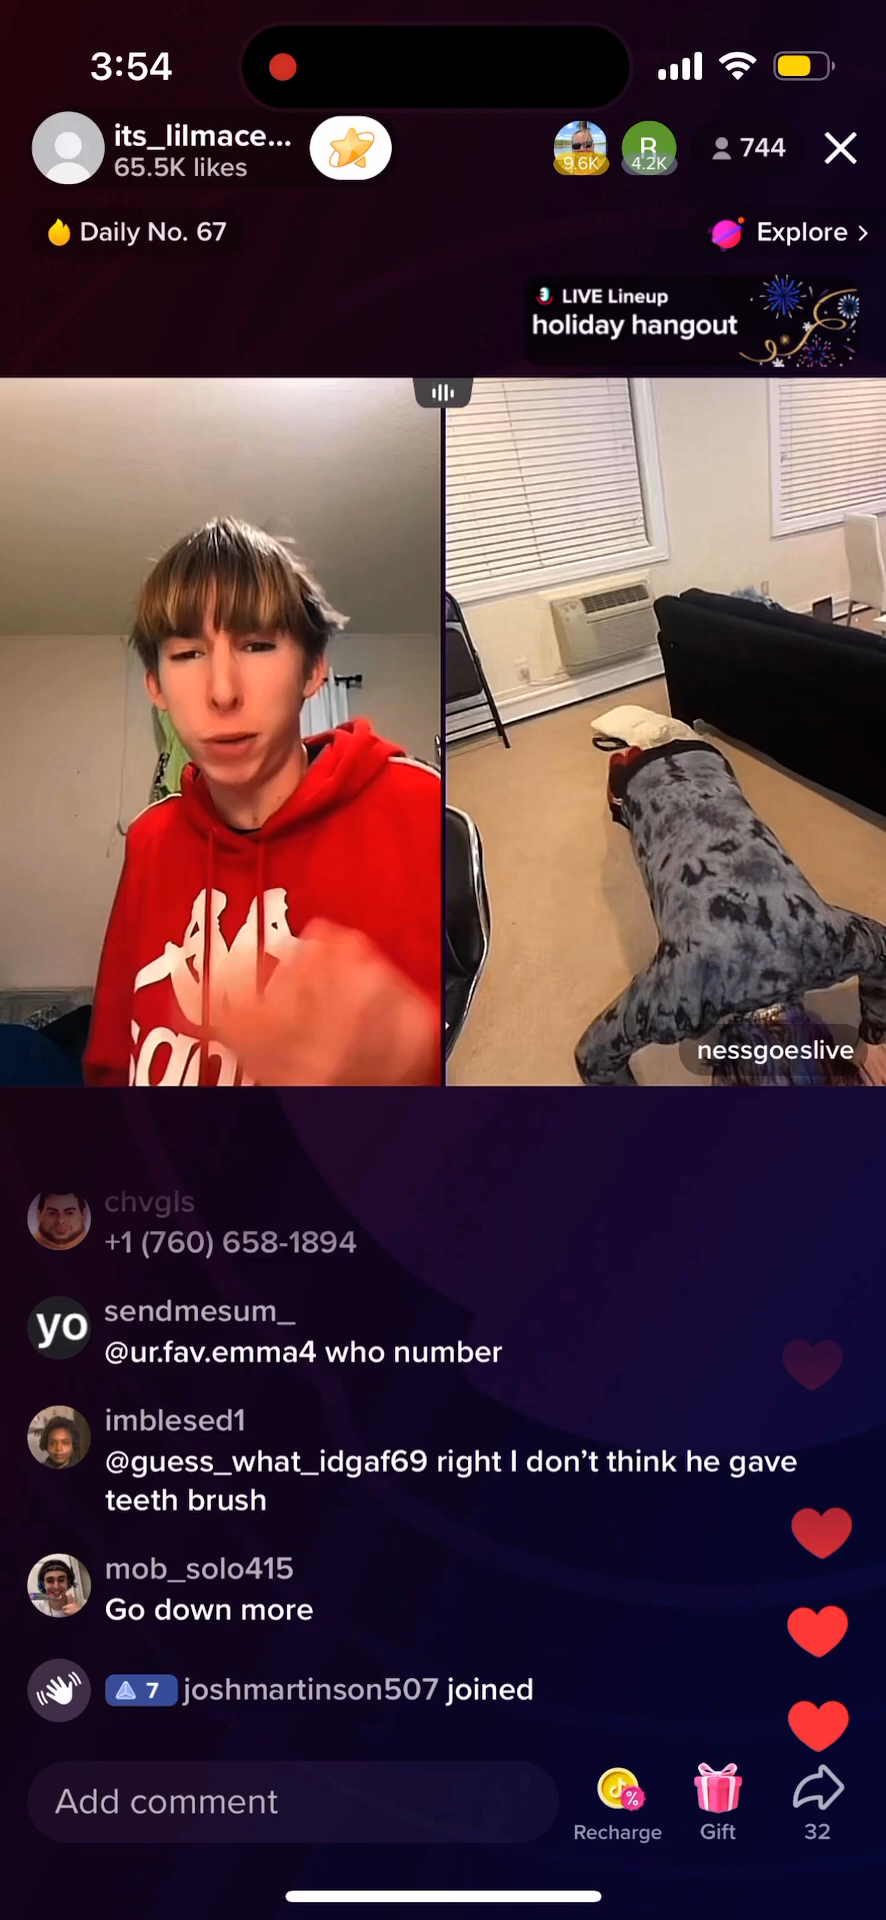 3:54
its_lilmace...
65.5K likes
9.6K
R
4.2K
744
Daily No. 67
Explore >
LIVE Lineup
holiday hangout
nessgoeslive
chvgls
+1 (760) 658-1894
yo
sendmesum_
@ur.fav.emma4 who number
imblesed1
@guess_what_idgaf69 right I don't think he gave
teeth brush
mob_solo415
Go down more
7 joshmartinson507 joined
Add comment
%
Recharge
Gift
32